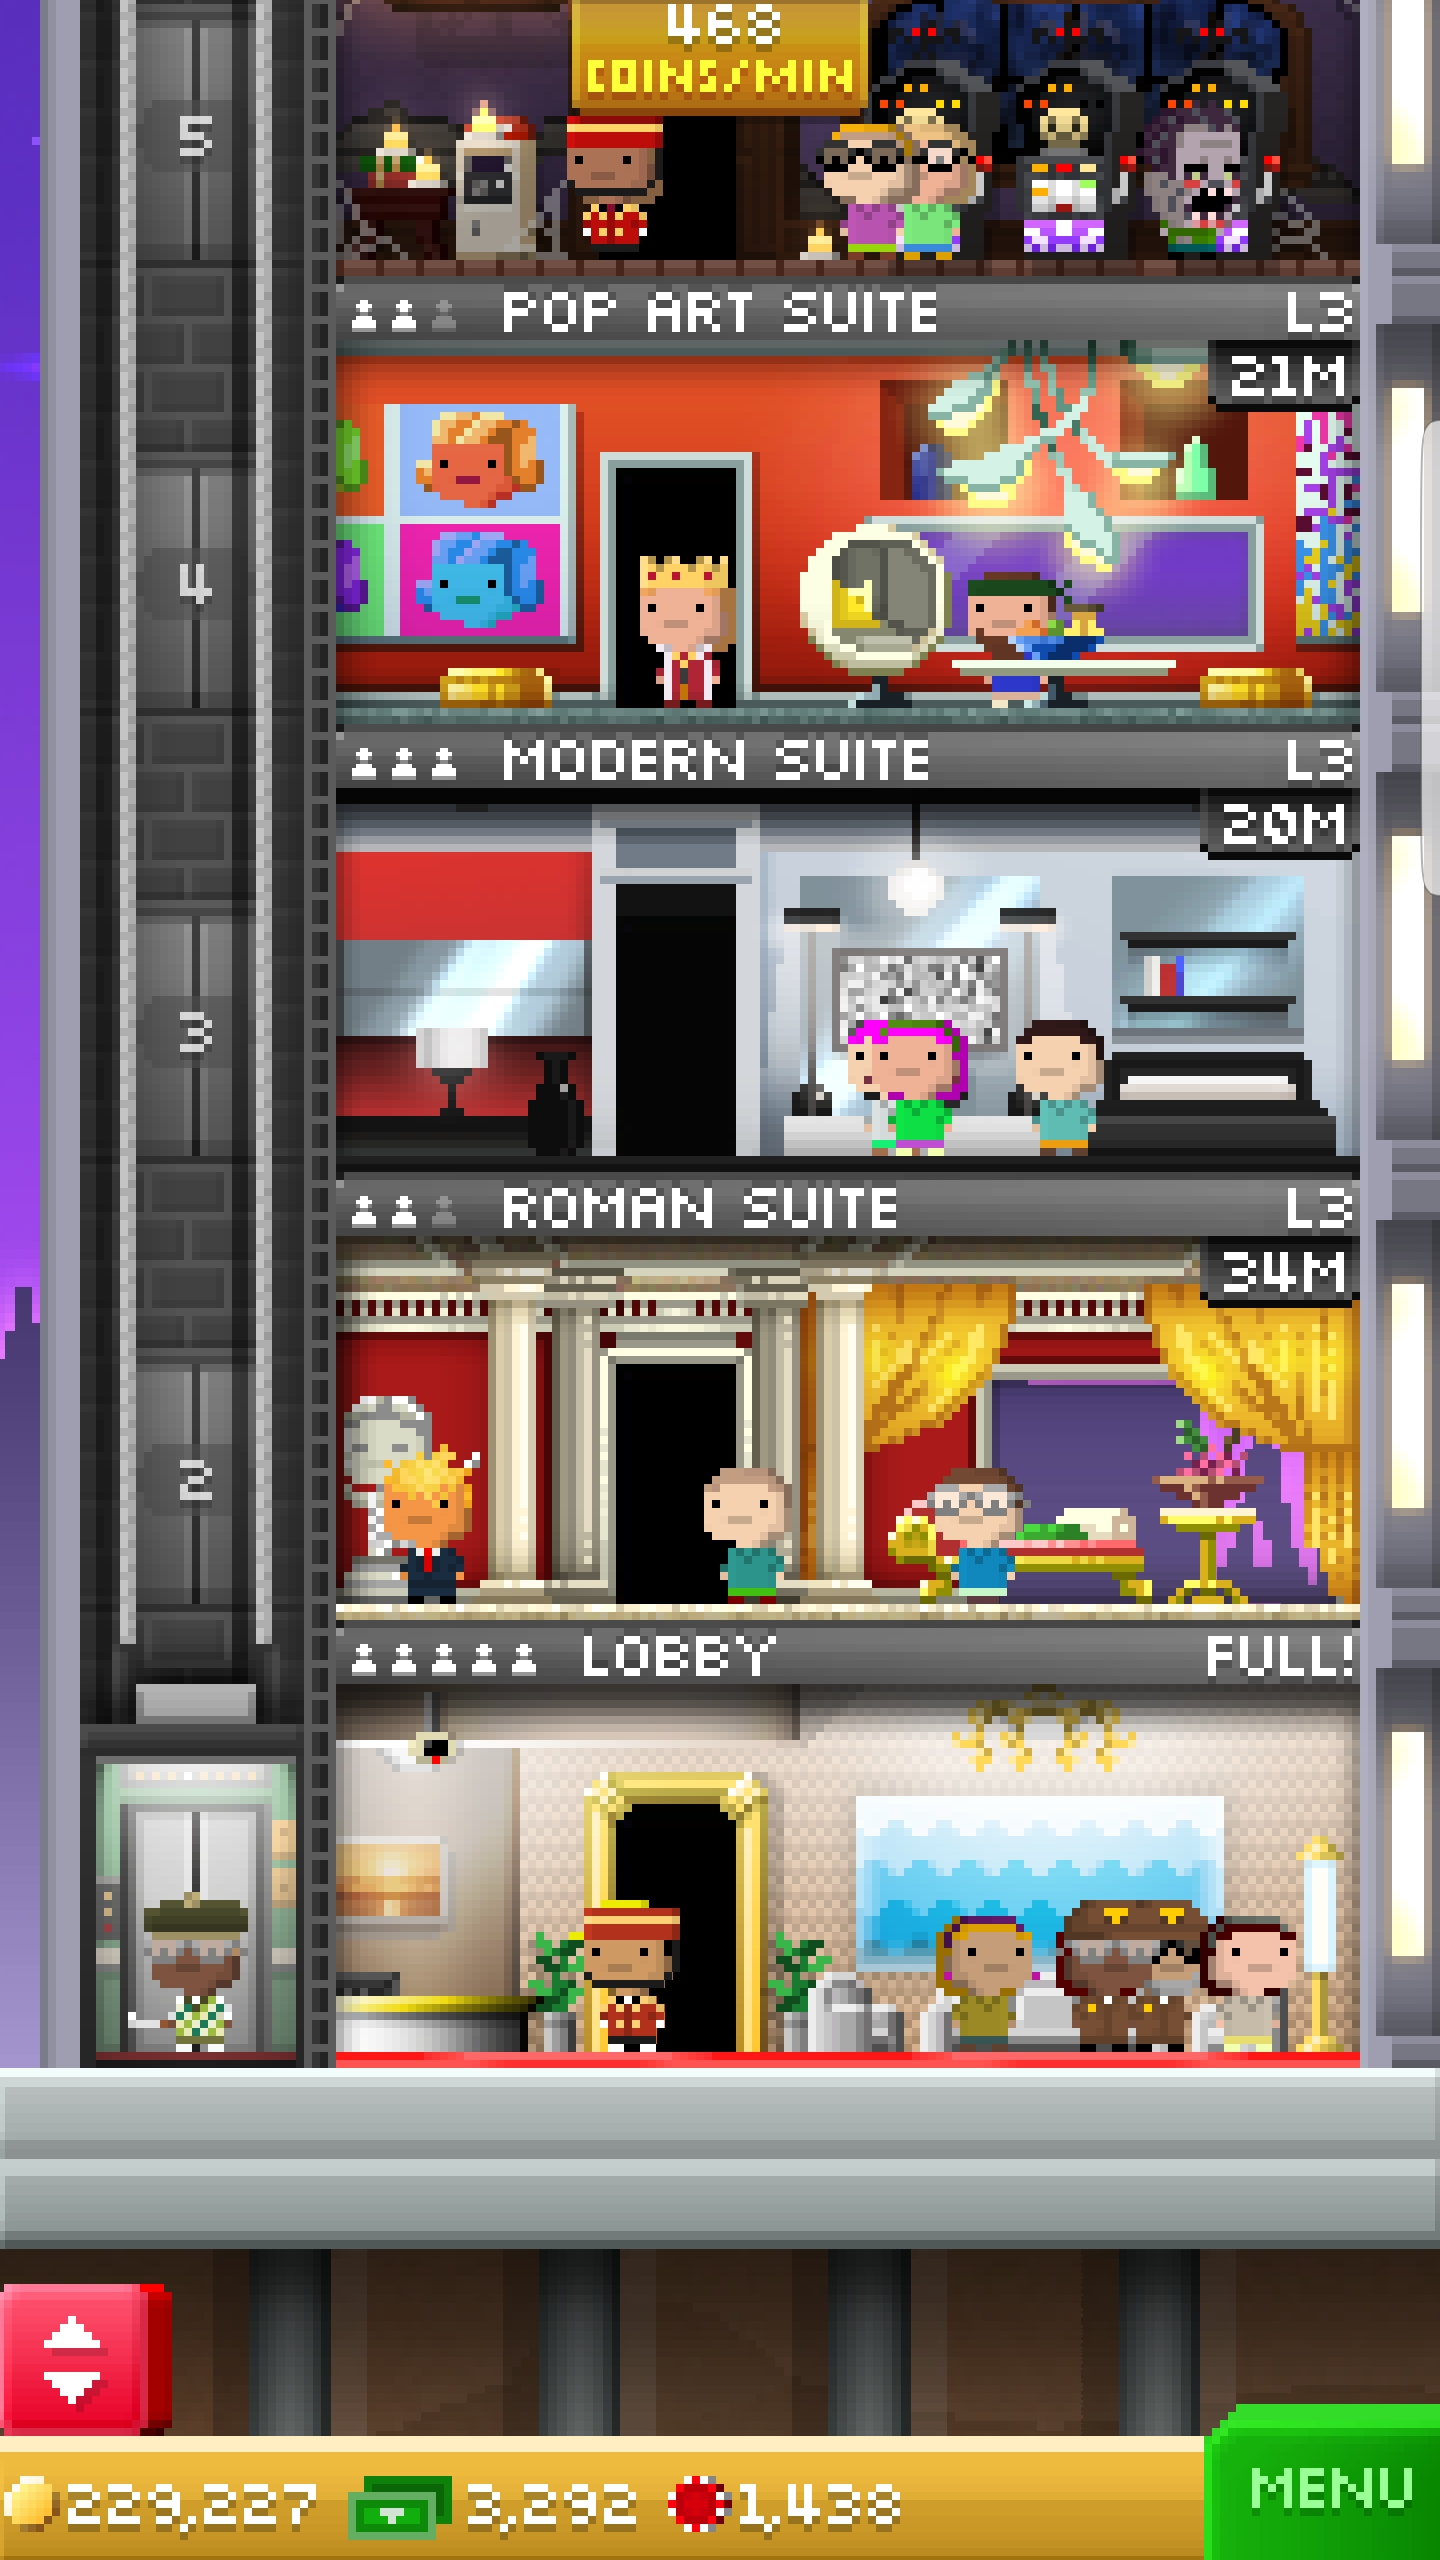 468
COINS/MIN
5
POP ART SUITE L3
21M
4
MODERN SUITE L3
20M
3
ROMAN SUITE L3
34M
2
LOBBY FULL!
229,227 3,292 1,438
MENU